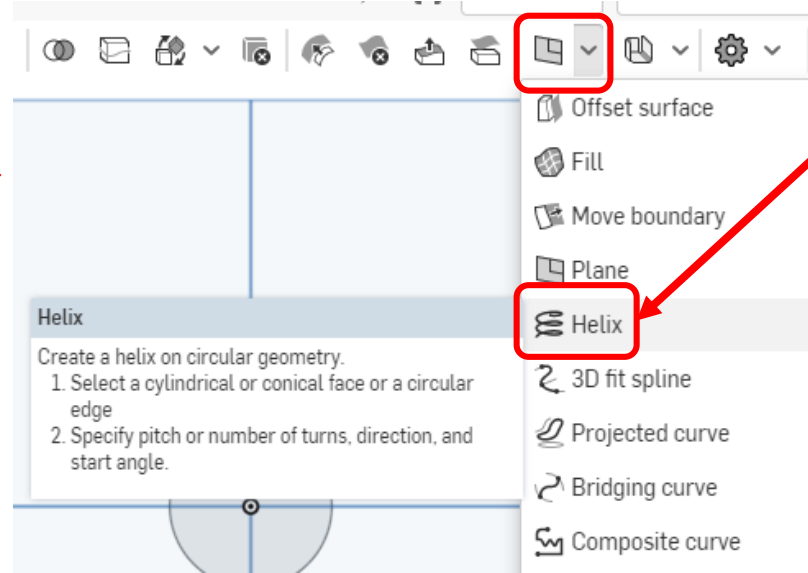 Offset surface
Fill
Move boundary
Plane
Helix
3D fit spline
Projected curve
Bridging curve
Composite curve
Helix
Create a helix on circular geometry.
1. Select a cylindrical or conical face or a circular
edge
2. Specify pitch or number of turns, direction, and
start angle.